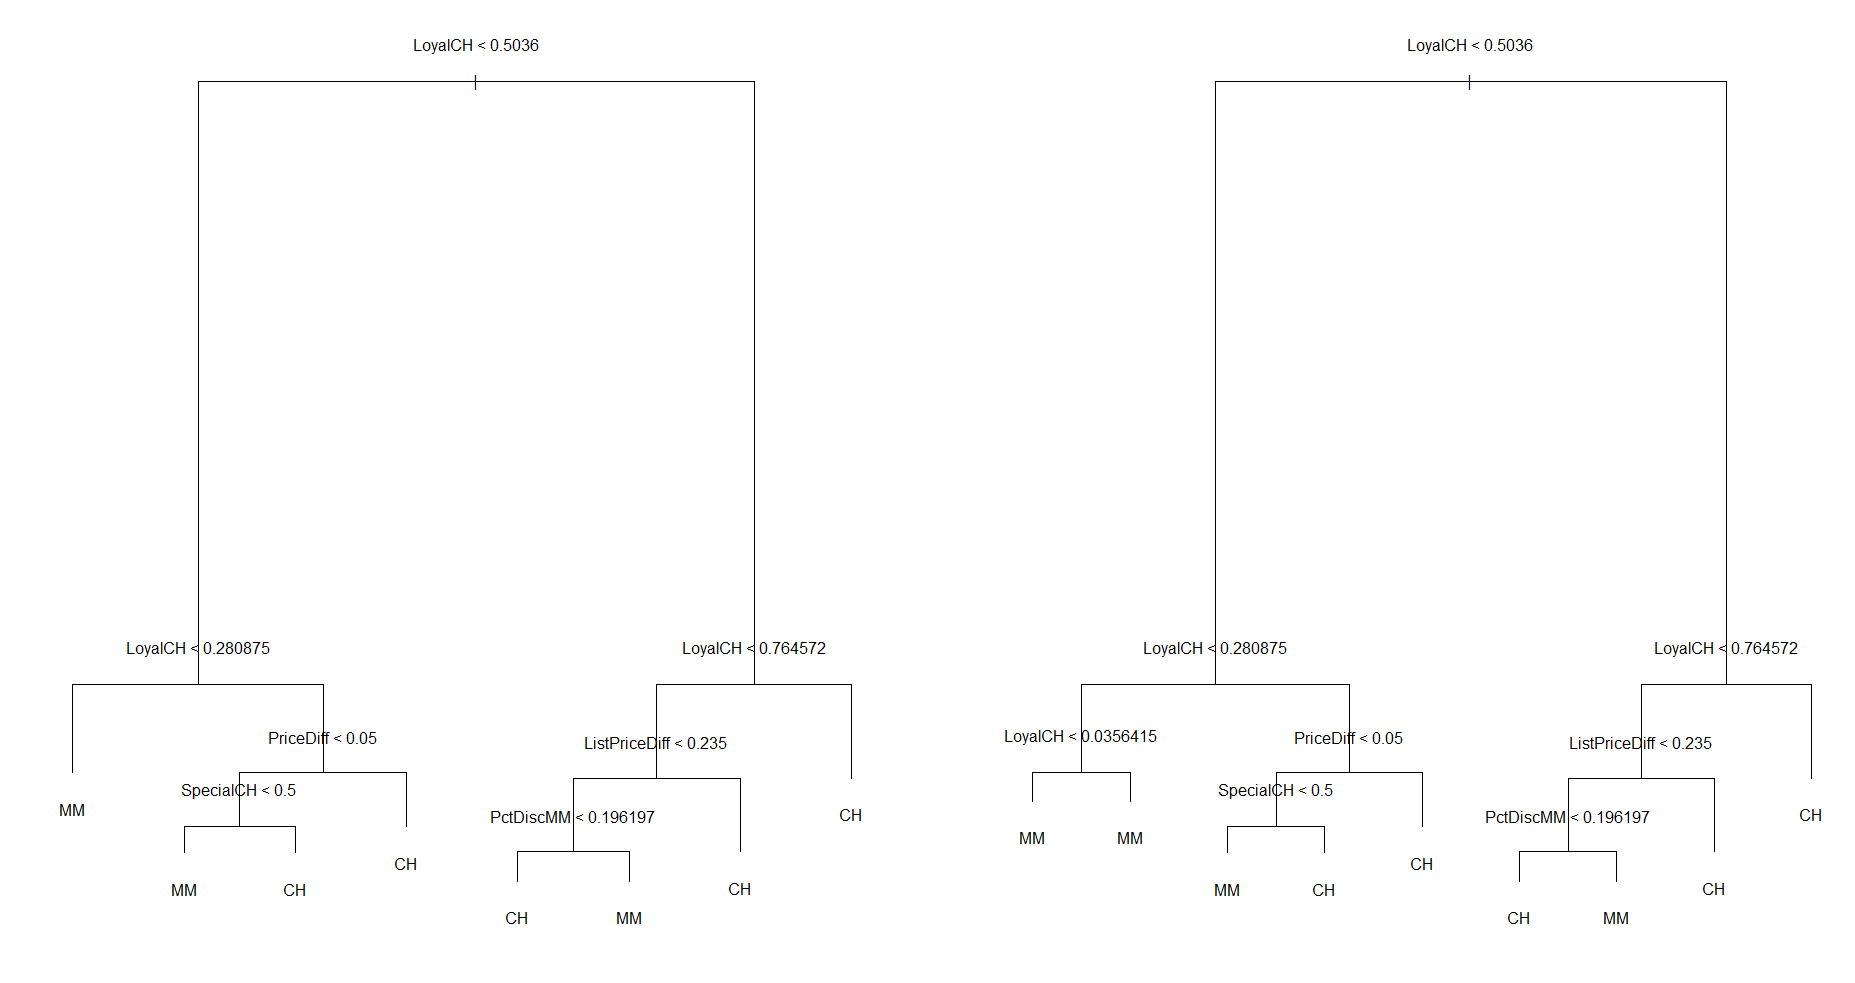 LoyalCH < 0.5036
LoyalCH < 0.280875
LoyalCH < 0.764572
PriceDiff < 0.05
ListPriceDiff < 0.235
SpecialCH < 0.5
MM
CH
PctDiscMM < 0.196197
CH
MM
CH
CH
CH
MM
LoyalCH < 0.5036
LoyalCH < 0.280875
LoyalCH < 0.764572
LoyalCH < 0.0356415
PriceDiff < 0.05
ListPriceDiff < 0.235
SpecialCH < 0.5
CH
PctDiscMM < 0.196197
MM
MM
CH
MM
CH
CH
CH
MM